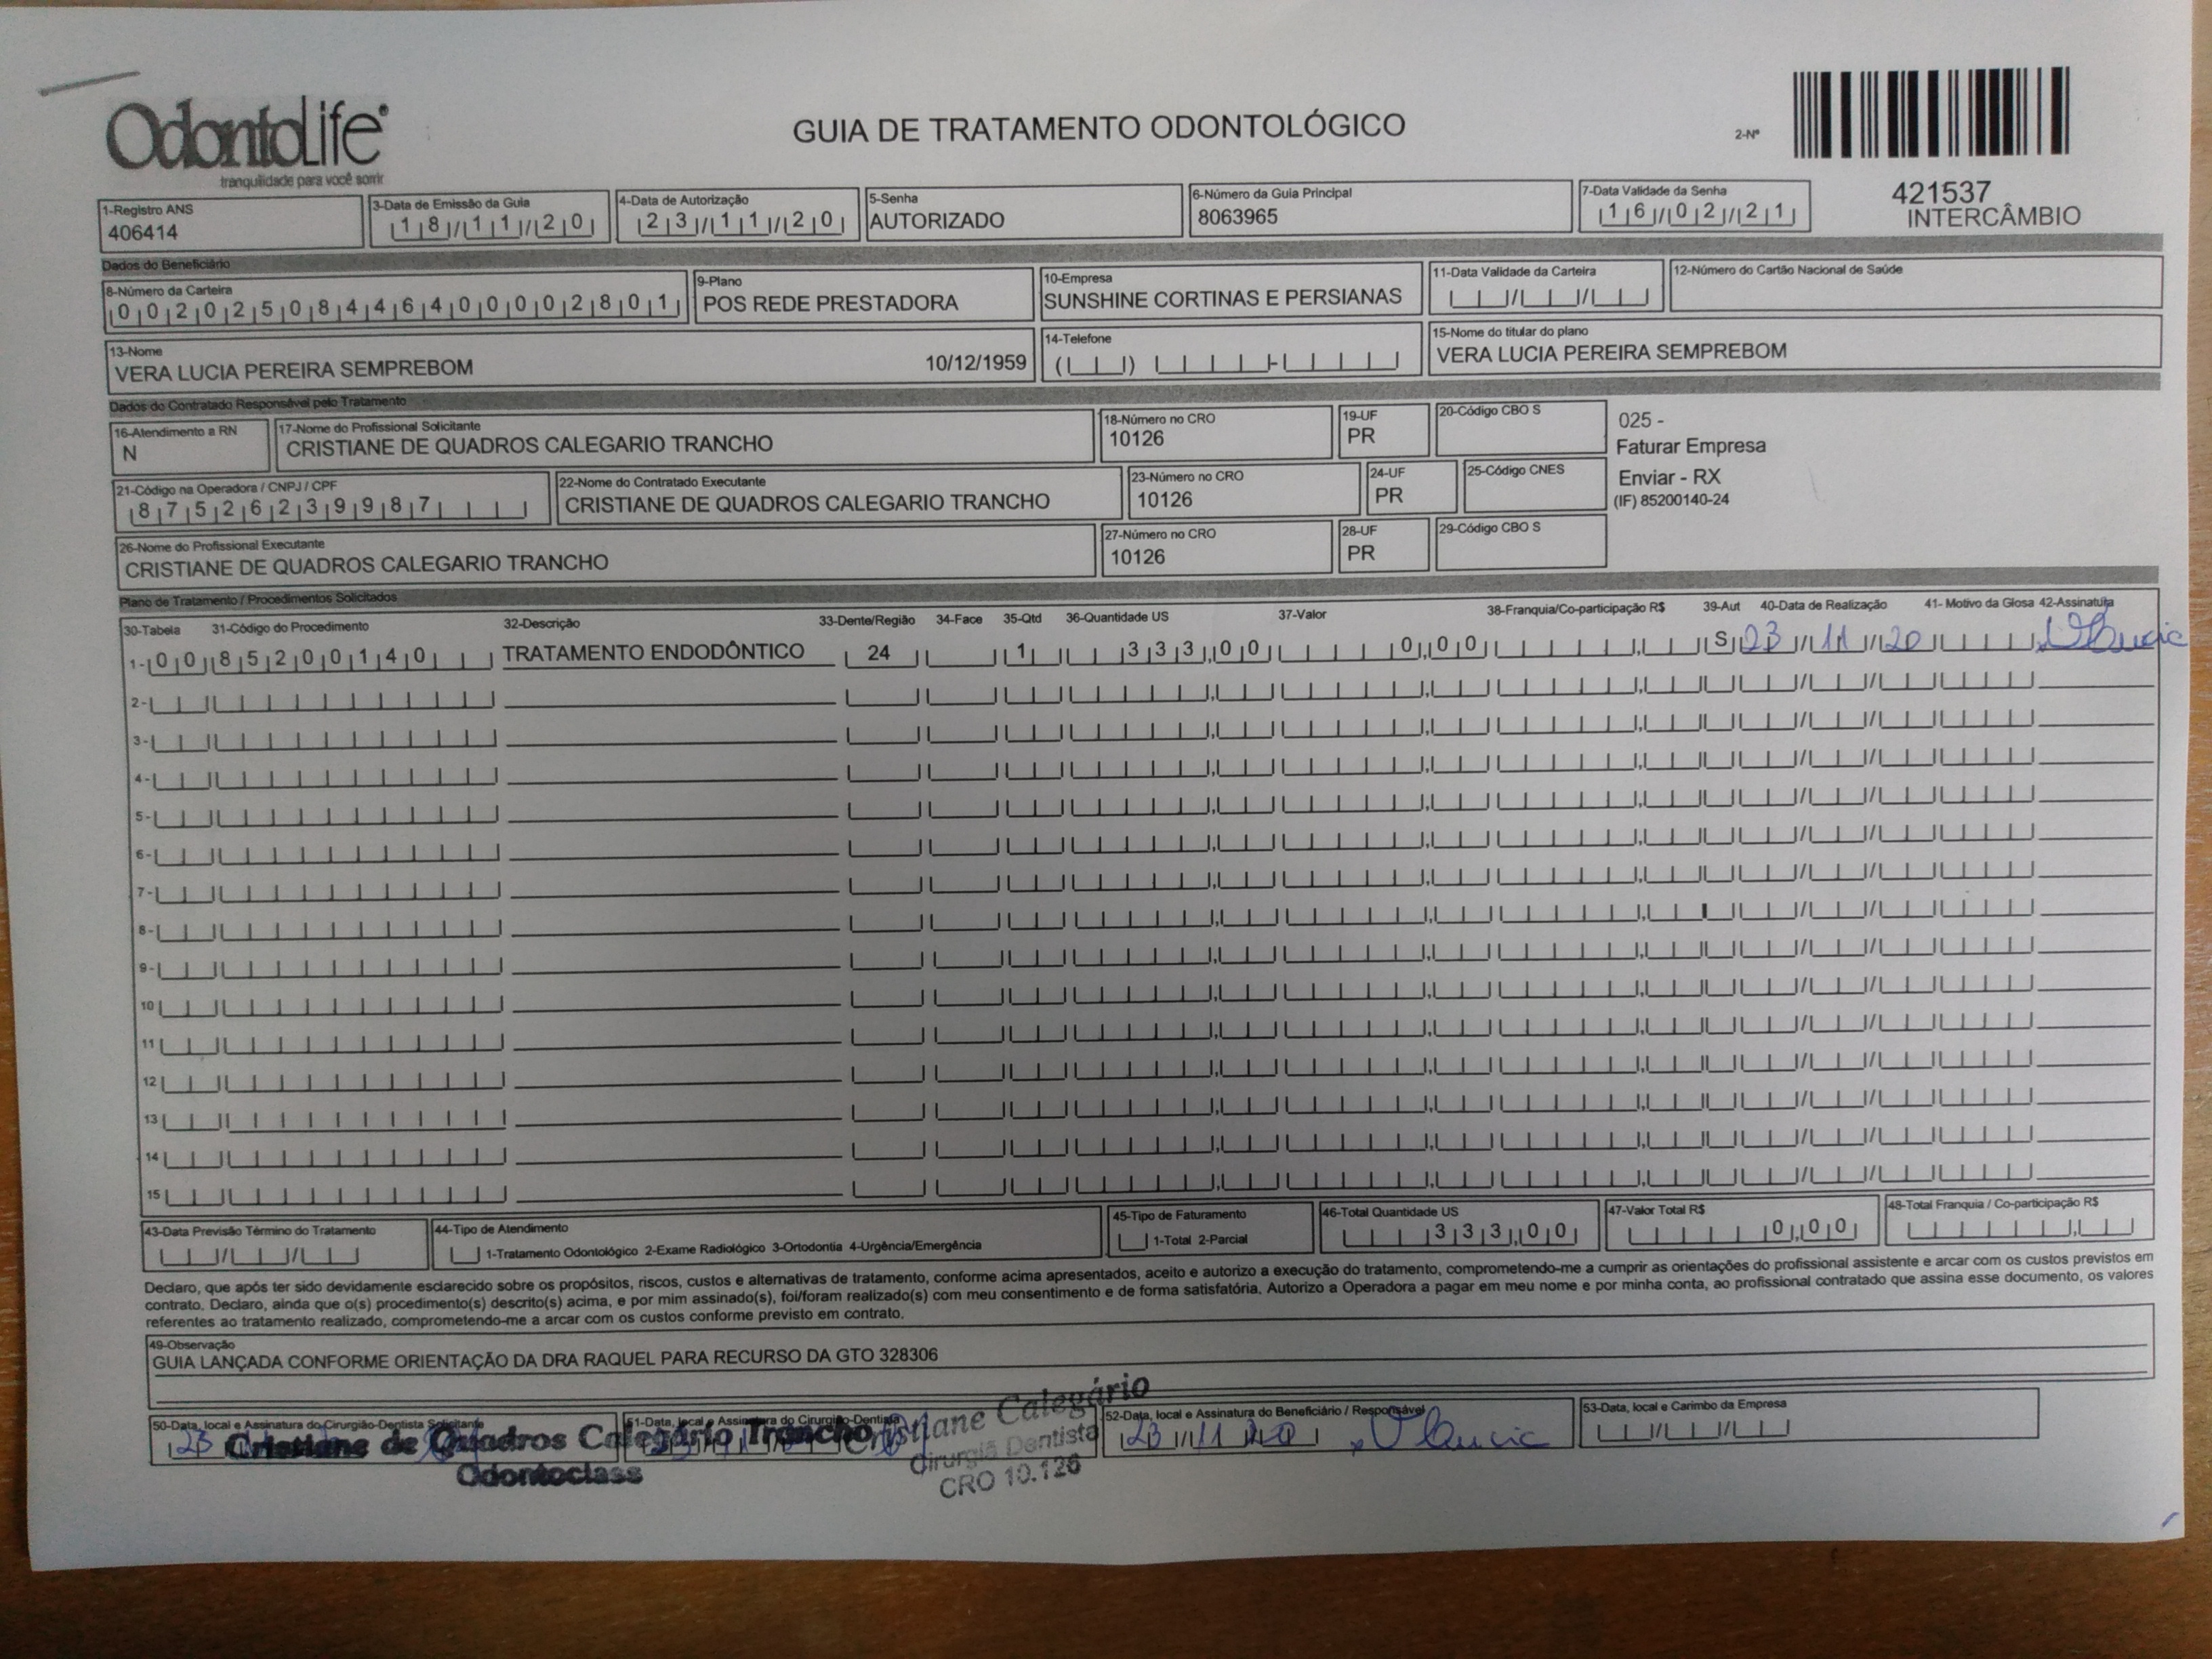 OdontoLife
tranquilidade para você sorrir
GUIA DE TRATAMENTO ODONTOLÓGICO
2-Nº
421537
INTERCÂMBIO
1-Registro ANS
406414
3-Data de Emissão da Guia
18/11/20
4-Data de Autorização
23/11/20
5-Senha
AUTORIZADO
6-Número da Guia Principal
8063965
7-Data Validade da Senha
16/02/21
Dados do Beneficiário
8-Número da Carteira
00202508446400002801
9-Plano
POS REDE PRESTADORA
10-Empresa
SUNSHINE CORTINAS E PERSIANAS
11-Data Validade da Carteira
12-Número do Cartão Nacional de Saúde
13-Nome
VERA LUCIA PEREIRA SEMPREBOM 10/12/1959
14-Telefone
15-Nome do titular do plano
VERA LUCIA PEREIRA SEMPREBOM
Dados do Contratado Responsável pelo Tratamento
16-Atendimento a RN
N
17-Nome do Profissional Solicitante
CRISTIANE DE QUADROS CALEGARIO TRANCHO
18-Número no CRO
10126
19-UF
PR
20-Código CBO S
025 -
Faturar Empresa
Enviar - RX
(IF) 85200140-24
21-Código na Operadora / CNPJ / CPF
87526239987
22-Nome do Contratado Executante
CRISTIANE DE QUADROS CALEGARIO TRANCHO
23-Número no CRO
10126
24-UF
PR
25-Código CNES
26-Nome do Profissional Executante
CRISTIANE DE QUADROS CALEGARIO TRANCHO
27-Número no CRO
10126
28-UF
PR
29-Código CBO S
Plano de Tratamento / Procedimentos Solicitados
30-Tabela 31-Código do Procedimento 32-Descrição 33-Dente/Região 34-Face 35-Qtd 36-Quantidade US 37-Valor 38-Franquia/Co-participação R$ 39-Aut 40-Data de Realização 41- Motivo da Glosa 42-Assinatura
1- 00 85200140 TRATAMENTO ENDODÔNTICO 24 1 333,00 0,00 S 23/11/20
2-
3-
4-
5-
6-
7-
8-
9-
10
11
12
13
14
15
43-Data Previsão Término do Tratamento
44-Tipo de Atendimento
1-Tratamento Odontológico 2-Exame Radiológico 3-Ortodontia 4-Urgência/Emergência
45-Tipo de Faturamento
1-Total 2-Parcial
46-Total Quantidade US
333,00
47-Valor Total R$
0,00
48-Total Franquia / Co-participação R$
Declaro, que após ter sido devidamente esclarecido sobre os propósitos, riscos, custos e alternativas de tratamento, conforme acima apresentados, aceito e autorizo a execução do tratamento, comprometendo-me a cumprir as orientações do profissional assistente e arcar com os custos previstos em
contrato. Declaro, ainda que o(s) procedimento(s) descrito(s) acima, e por mim assinado(s), foi/foram realizado(s) com meu consentimento e de forma satisfatória. Autorizo a Operadora a pagar em meu nome e por minha conta, ao profissional contratado que assina esse documento, os valores
referentes ao tratamento realizado, comprometendo-me a arcar com os custos conforme previsto em contrato.
49-Observação
GUIA LANÇADA CONFORME ORIENTAÇÃO DA DRA RAQUEL PARA RECURSO DA GTO 328306
50-Data, local e Assinatura do Cirurgião-Dentista Solicitante
23
Cristiane de Quadros Calegário Trancho
Odontoclass
51-Data, local e Assinatura do Cirurgião-Dentista
Cristiane Calegário
Cirurgiã Dentista
CRO 10.126
52-Data, local e Assinatura do Beneficiário / Responsável
23/11/20
53-Data, local e Carimbo da Empresa